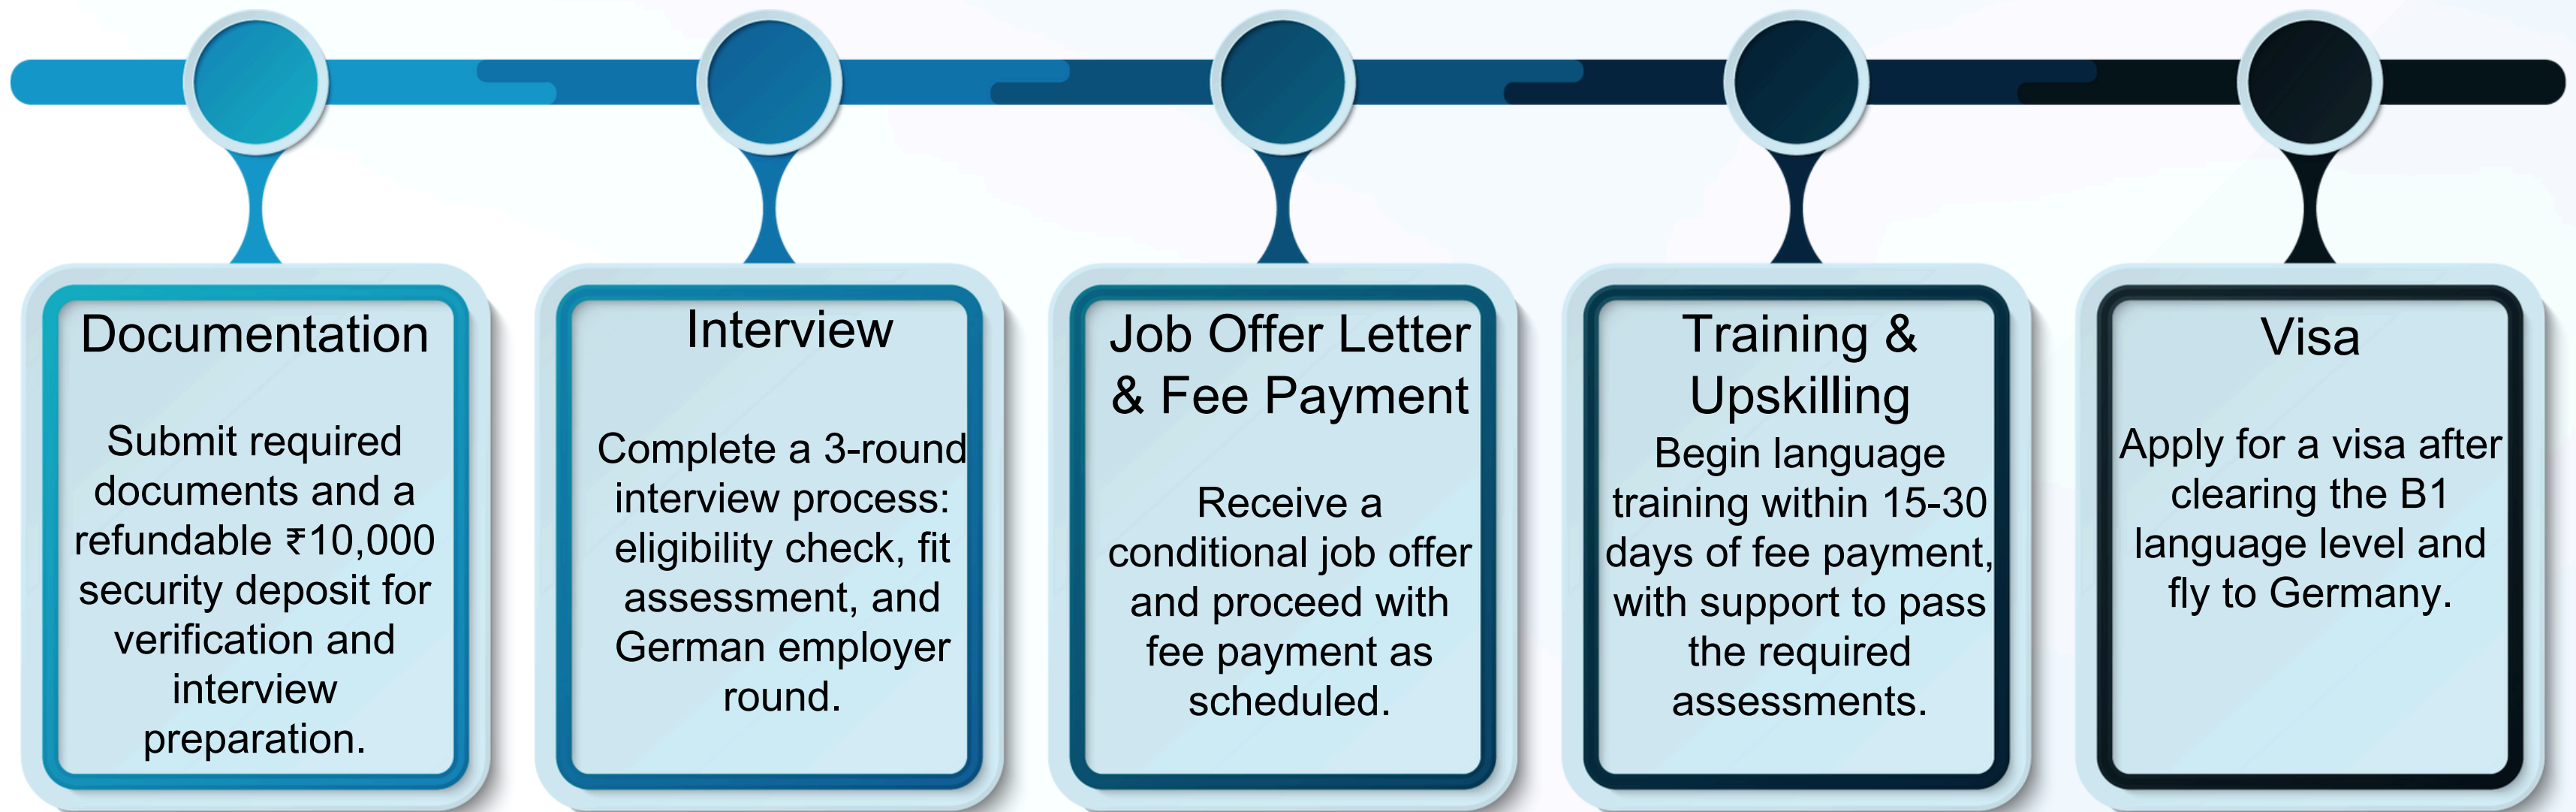 Documentation
Submit required
documents and a
refundable ₹10,000
security deposit for
verification and
interview
preparation.
Interview
Complete a 3-round
interview process:
eligibility check, fit
assessment, and
German employer
round.
Job Offer Letter
& Fee Payment
Receive a
conditional job offer
and proceed with
fee payment as
scheduled.
Training &
Upskilling
Begin language
training within 15-30
days of fee payment,
with support to pass
the required
assessments.
Visa
Apply for a visa after
clearing the B1
language level and
fly to Germany.